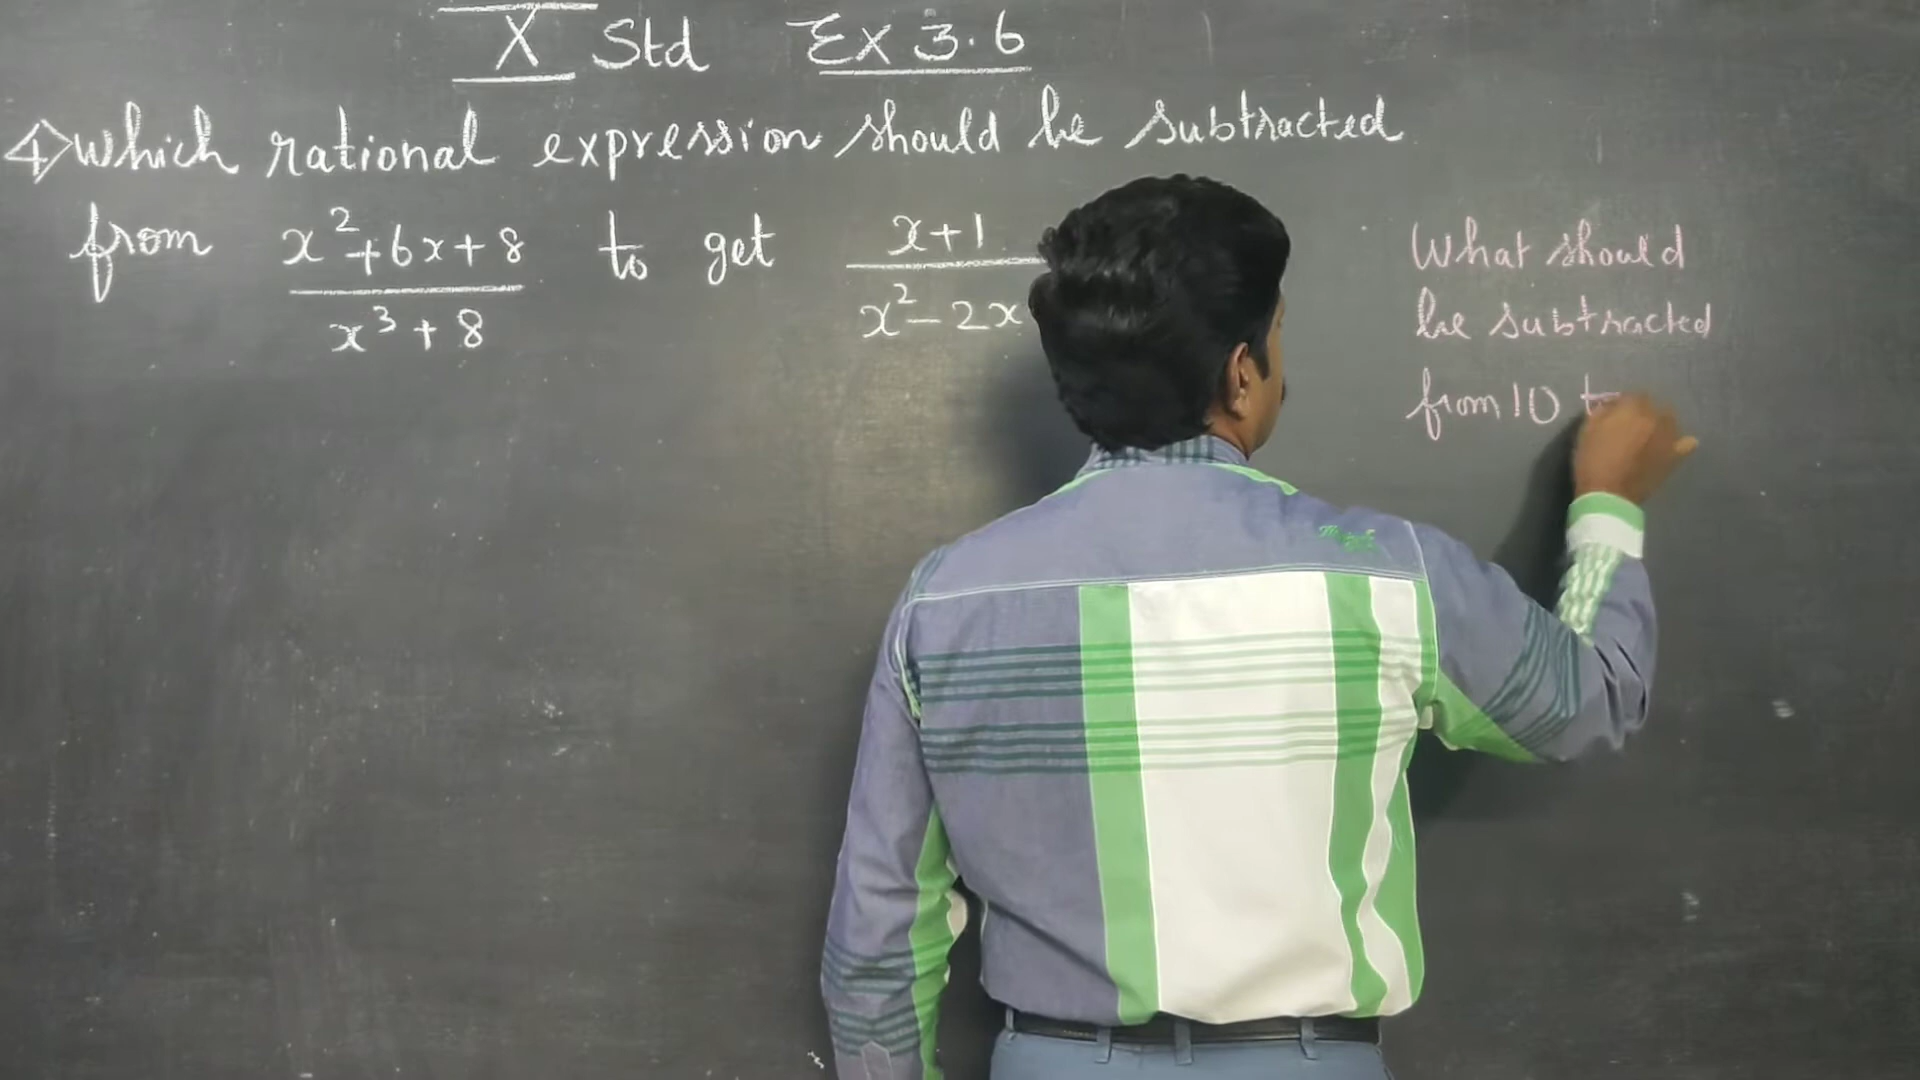 X Std Ex 3.6
4) Which rational expression should be subtracted
from x²+6x+8 / x³+8 to get x+1 / x²-2x
What should
be subtracted
from 10 to